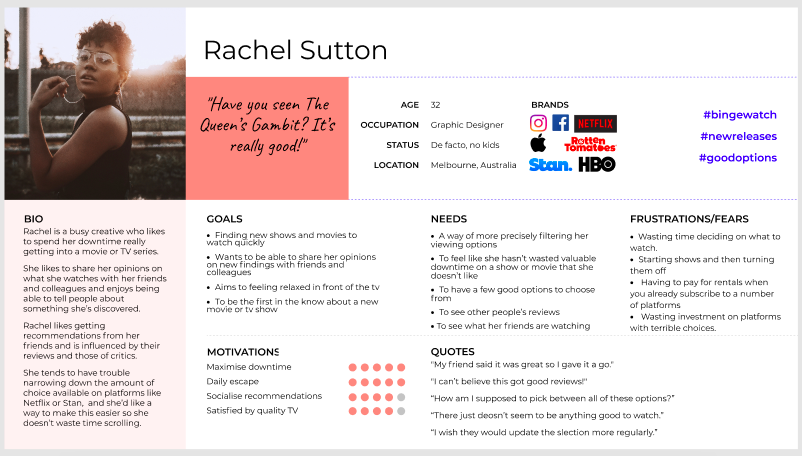 Rachel Sutton
"Have you seen The
Queen's Gambit? It's
really good!"
AGE 32
OCCUPATION Graphic Designer
STATUS De facto, no kids
LOCATION Melbourne, Australia
BRANDS
NETFLIX
Rotten
Tomatoes
Stan.
HBO
#bingewatch
#newreleases
#goodoptions
BIO
Rachel is a busy creative who likes
to spend her downtime really
getting into a movie or TV series.
She likes to share her opinions on
what she watches with her friends
and colleagues and enjoys being
able to tell people about
something she's discovered.
Rachel likes getting
recommendations from her
friends and is influenced by their
reviews and those of critics.
She tends to have trouble
narrowing down the amount of
choice available on platforms like
Netflix or Stan, and she'd like a
way to make this easier so she
doesn't waste time scrolling.
GOALS
• Finding new shows and movies to
watch quickly
• Wants to be able to share her opinions
on new findings with friends and
colleagues
• Aims to feeling relaxed in front of the tv
• To be the first in the know about a new
movie or tv show
NEEDS
• A way of more precisely filtering her
viewing options
• To feel like she hasn't wasted valuable
downtime on a show or movie that she
doesn't like
• To have a few good options to choose
from
• To see other people's reviews
• To see what her friends are watching
FRUSTRATIONS/FEARS
• Wasting time deciding on what to
watch.
• Starting shows and then turning
them off
• Having to pay for rentals when
you already subscribe to a number
of platforms
• Wasting investment on platforms
with terrible choices.
MOTIVATIONS
Maximise downtime
Daily escape
Socialise recommendations
Satisfied by quality TV
QUOTES
"My friend said it was great so I gave it a go."
"I can't believe this got good reviews!"
"How am I supposed to pick between all of these options?"
"There just deosn't seem to be anything good to watch."
"I wish they would update the slection more regularly."